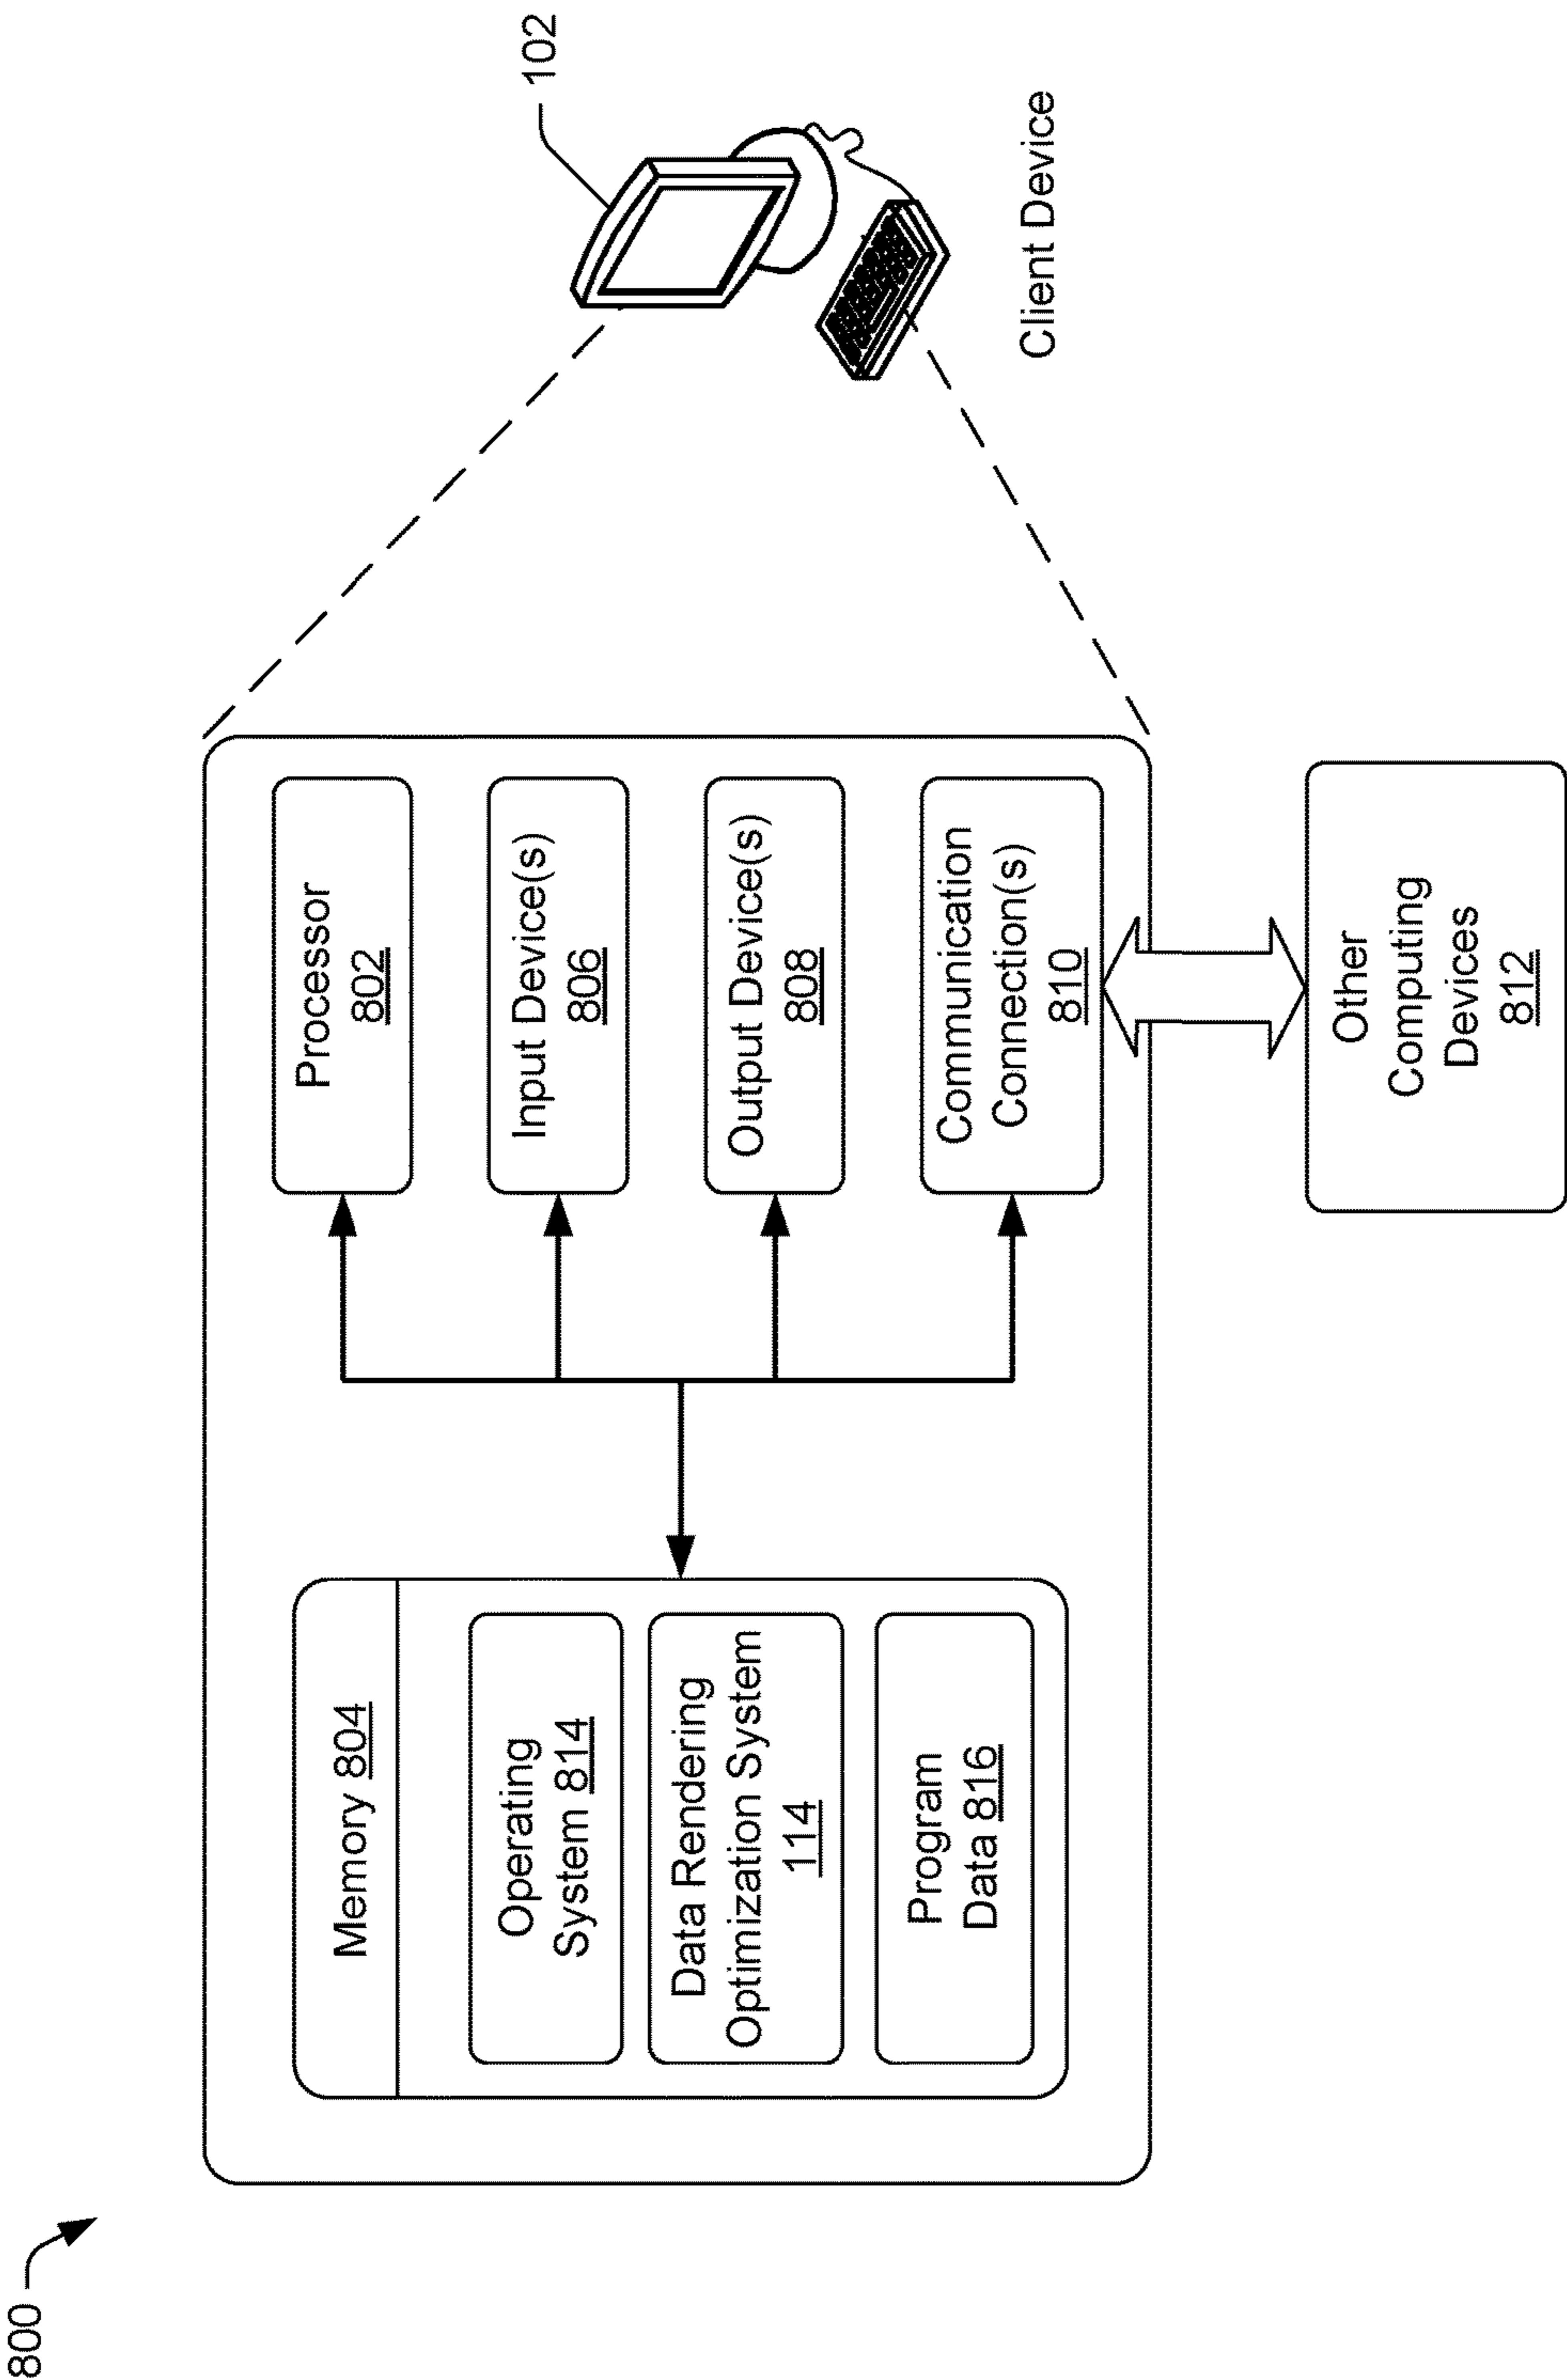 800
Memory 804
Operating
System 814
Data Rendering
Optimization System
114
Program
Data 816
Processor
802
Input Device(s)
806
Output Device(s)
808
Communication
Connection(s)
810
Other
Computing
Devices
812
102
Client Device